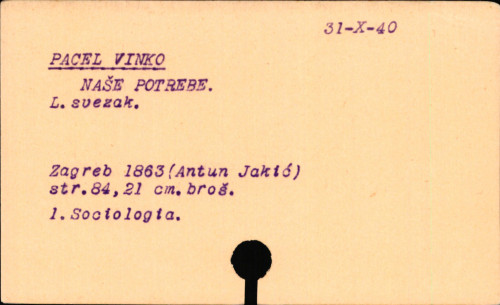 31-X-40
PACEL VINKO
NAŠE POTREBE.
L. svezak.
Zagreb 1863(Antun Jakić)
str.84,21 cm.broš.
1.Sociologia.